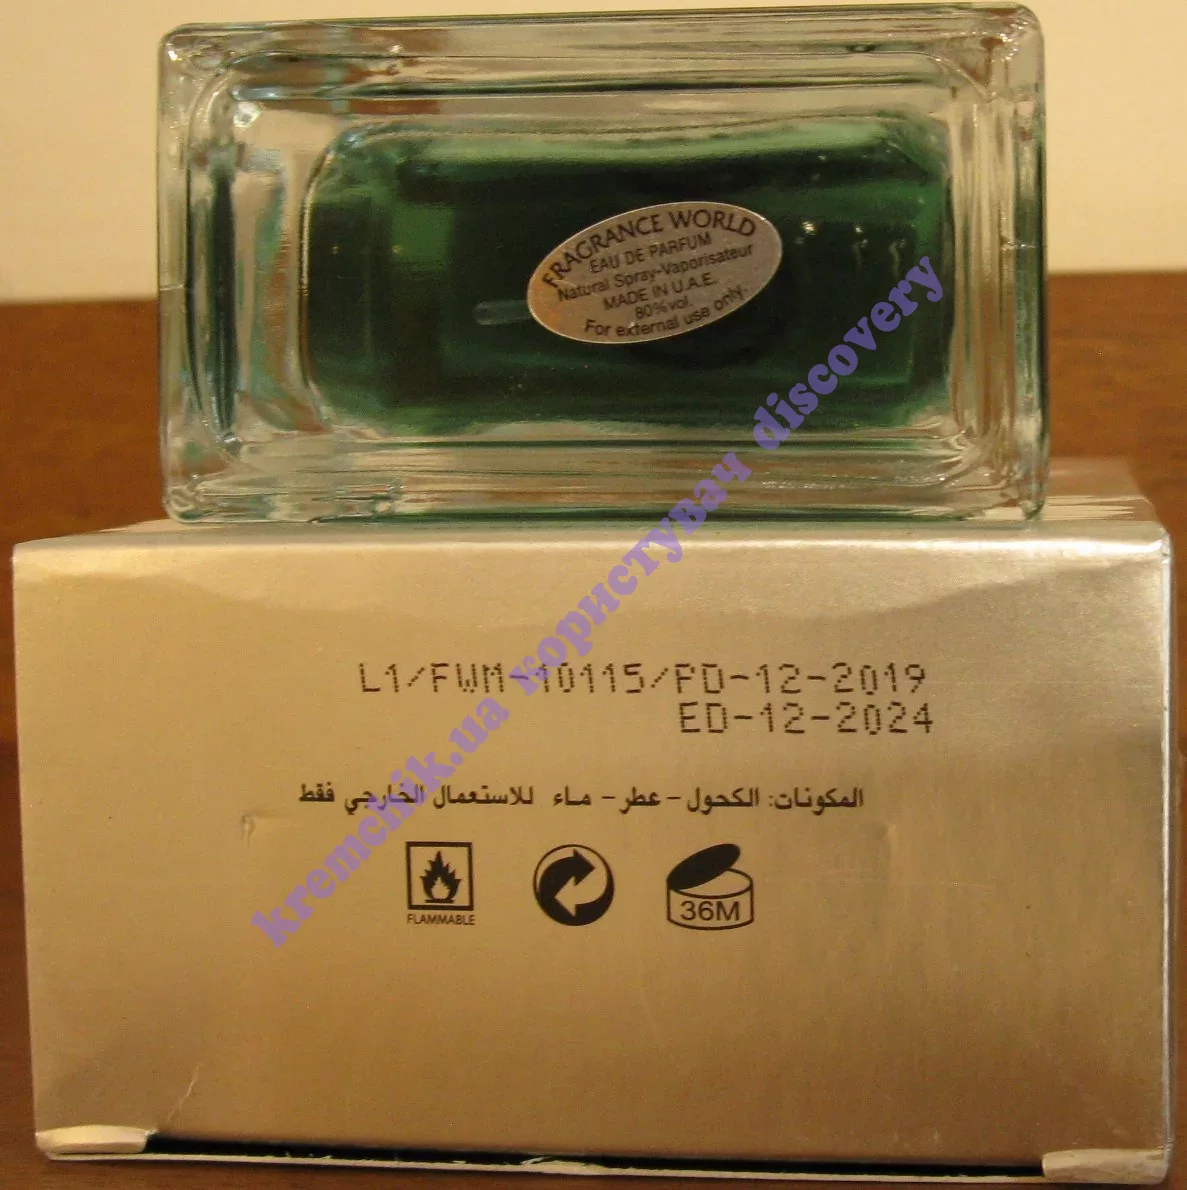 FRAGRANCE WORLD
EAU DE PARFUM
Natural Spray-Vaporisateur
MADE IN U.A.E.
80%vol.
For external use only.
kremchik.ua користувач discovery
L1/FWM-10115/PD-12-2019
ED-12-2024
المكونات: الكحول - عطر - ماء للاستعمال الخارجي فقط
FLAMMABLE
36M